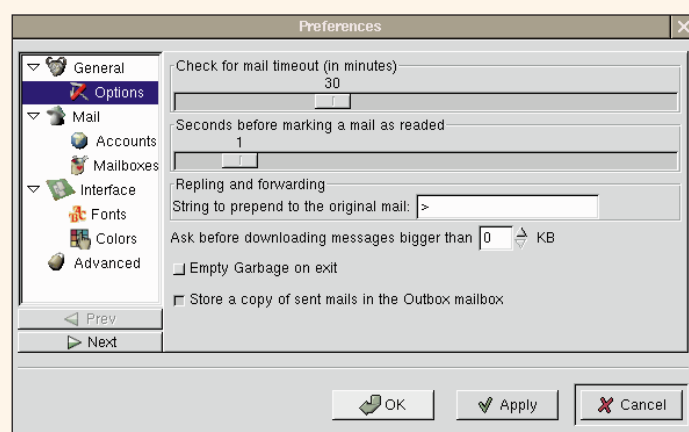 Preferences
General
Options
Mail
Accounts
Mailboxes
Interface
Fonts
Colors
Advanced
Prev
Next
Check for mail timeout (in minutes)
30
Seconds before marking a mail as readed
1
Repling and forwarding
String to prepend to the original mail: >
Ask before downloading messages bigger than 0 KB
Empty Garbage on exit
Store a copy of sent mails in the Outbox mailbox
OK
Apply
Cancel